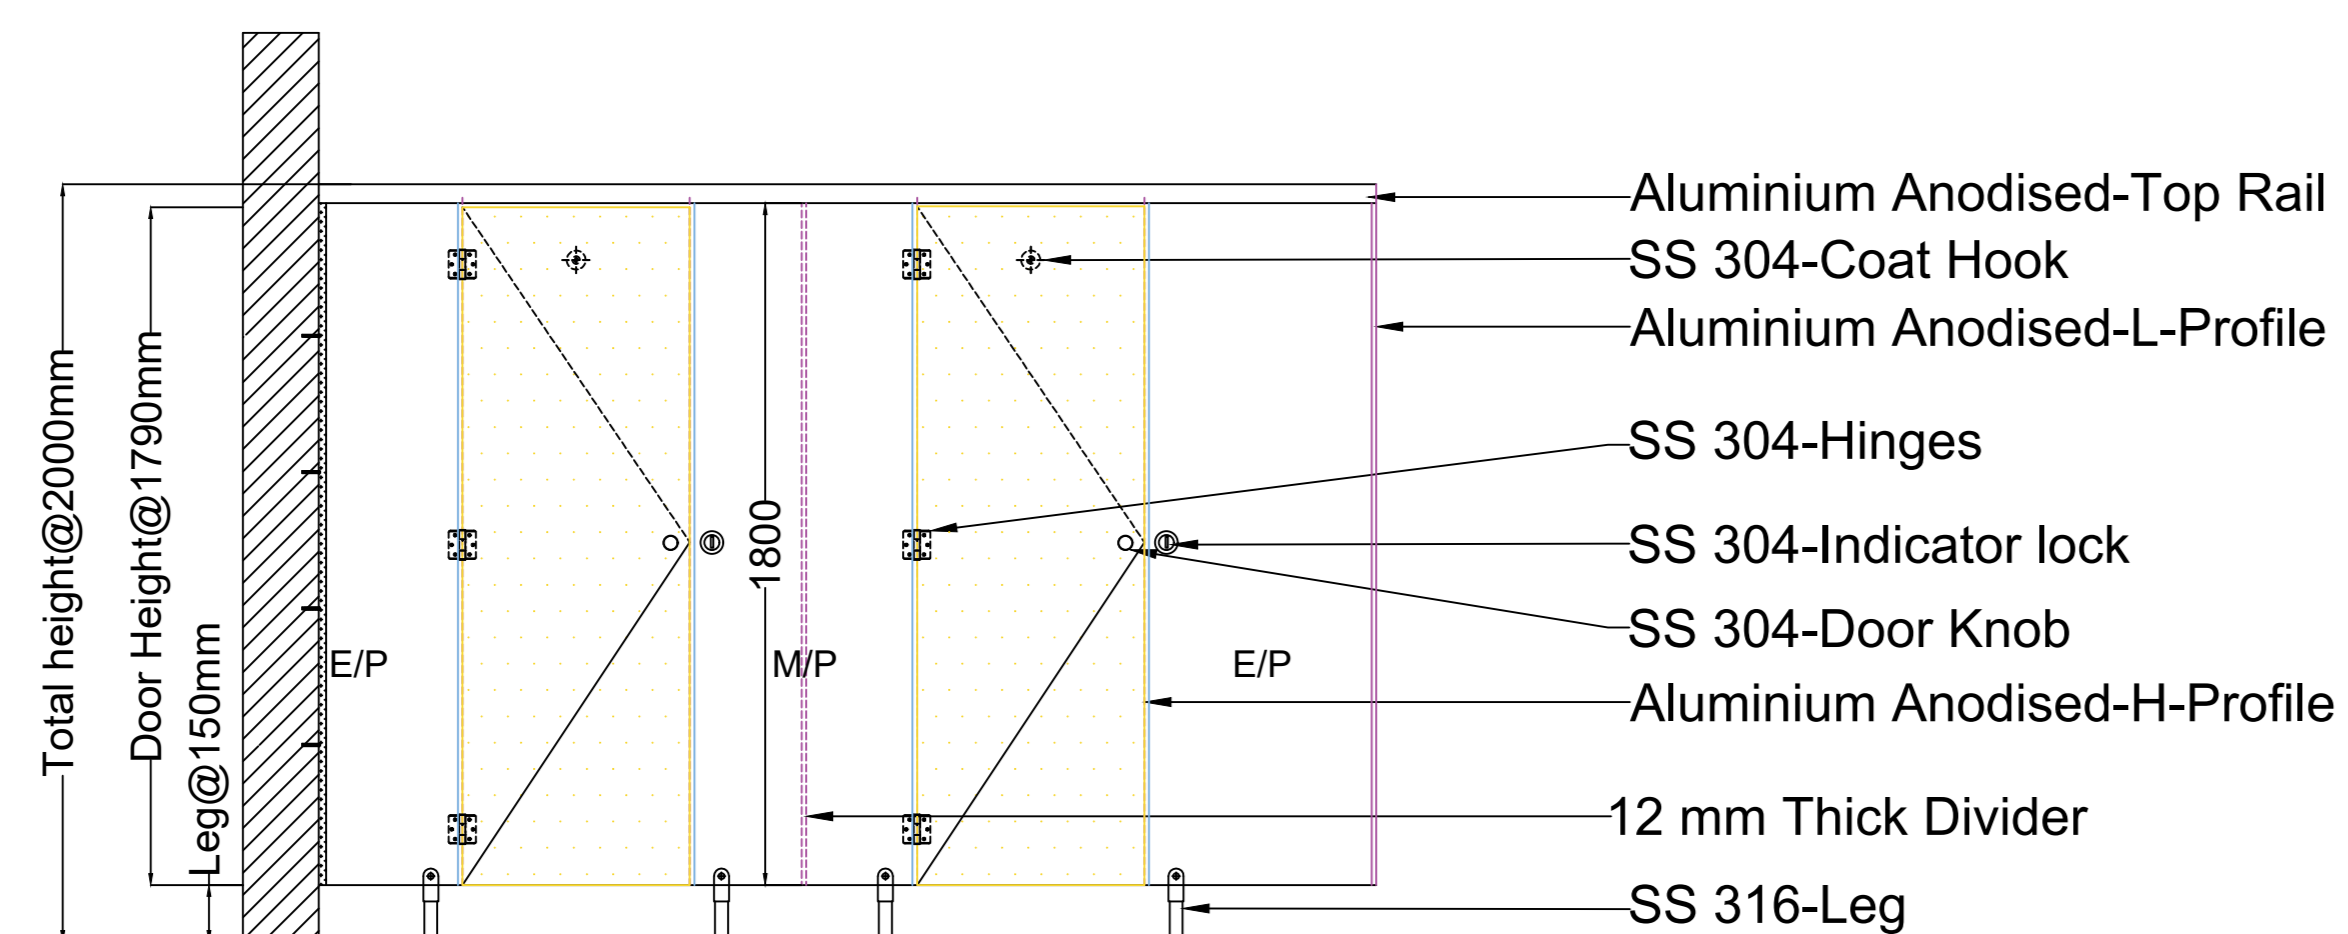 Aluminium Anodised-Top Rail
SS 304-Coat Hook
Aluminium Anodised-L-Profile
SS 304-Hinges
SS 304-Indicator lock
SS 304-Door Knob
Aluminium Anodised-H-Profile
12 mm Thick Divider
SS 316-Leg
Total height@2000mm
Door Height@1790mm
Leg@150mm
1800
E/P
M/P
E/P